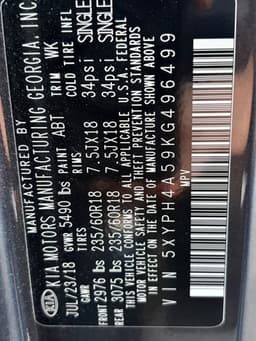 KIA KIA MOTORS MANUFACTURING GEORGIA, INC.
JUL/23/18 PAINT ABT TRIM WK
GVWR 5490 lbs
GAWR TIRES RIMS COLD TIRE INF.
FRONT 2976 lbs 235/60R18 7.5JX18 34psi SINGLE
REAR 3075 lbs 235/60R18 7.5JX18 34psi SINGLE
THIS VEHICLE CONFORMS TO ALL APPLICABLE U.S.A. FEDERAL
MOTOR VEHICLE SAFETY AND THEFT PREVENTION STANDARDS
IN EFFECT ON THE DATE OF MANUFACTURE SHOWN ABOVE
VIN 5XYPH4A59KG496499
MPV